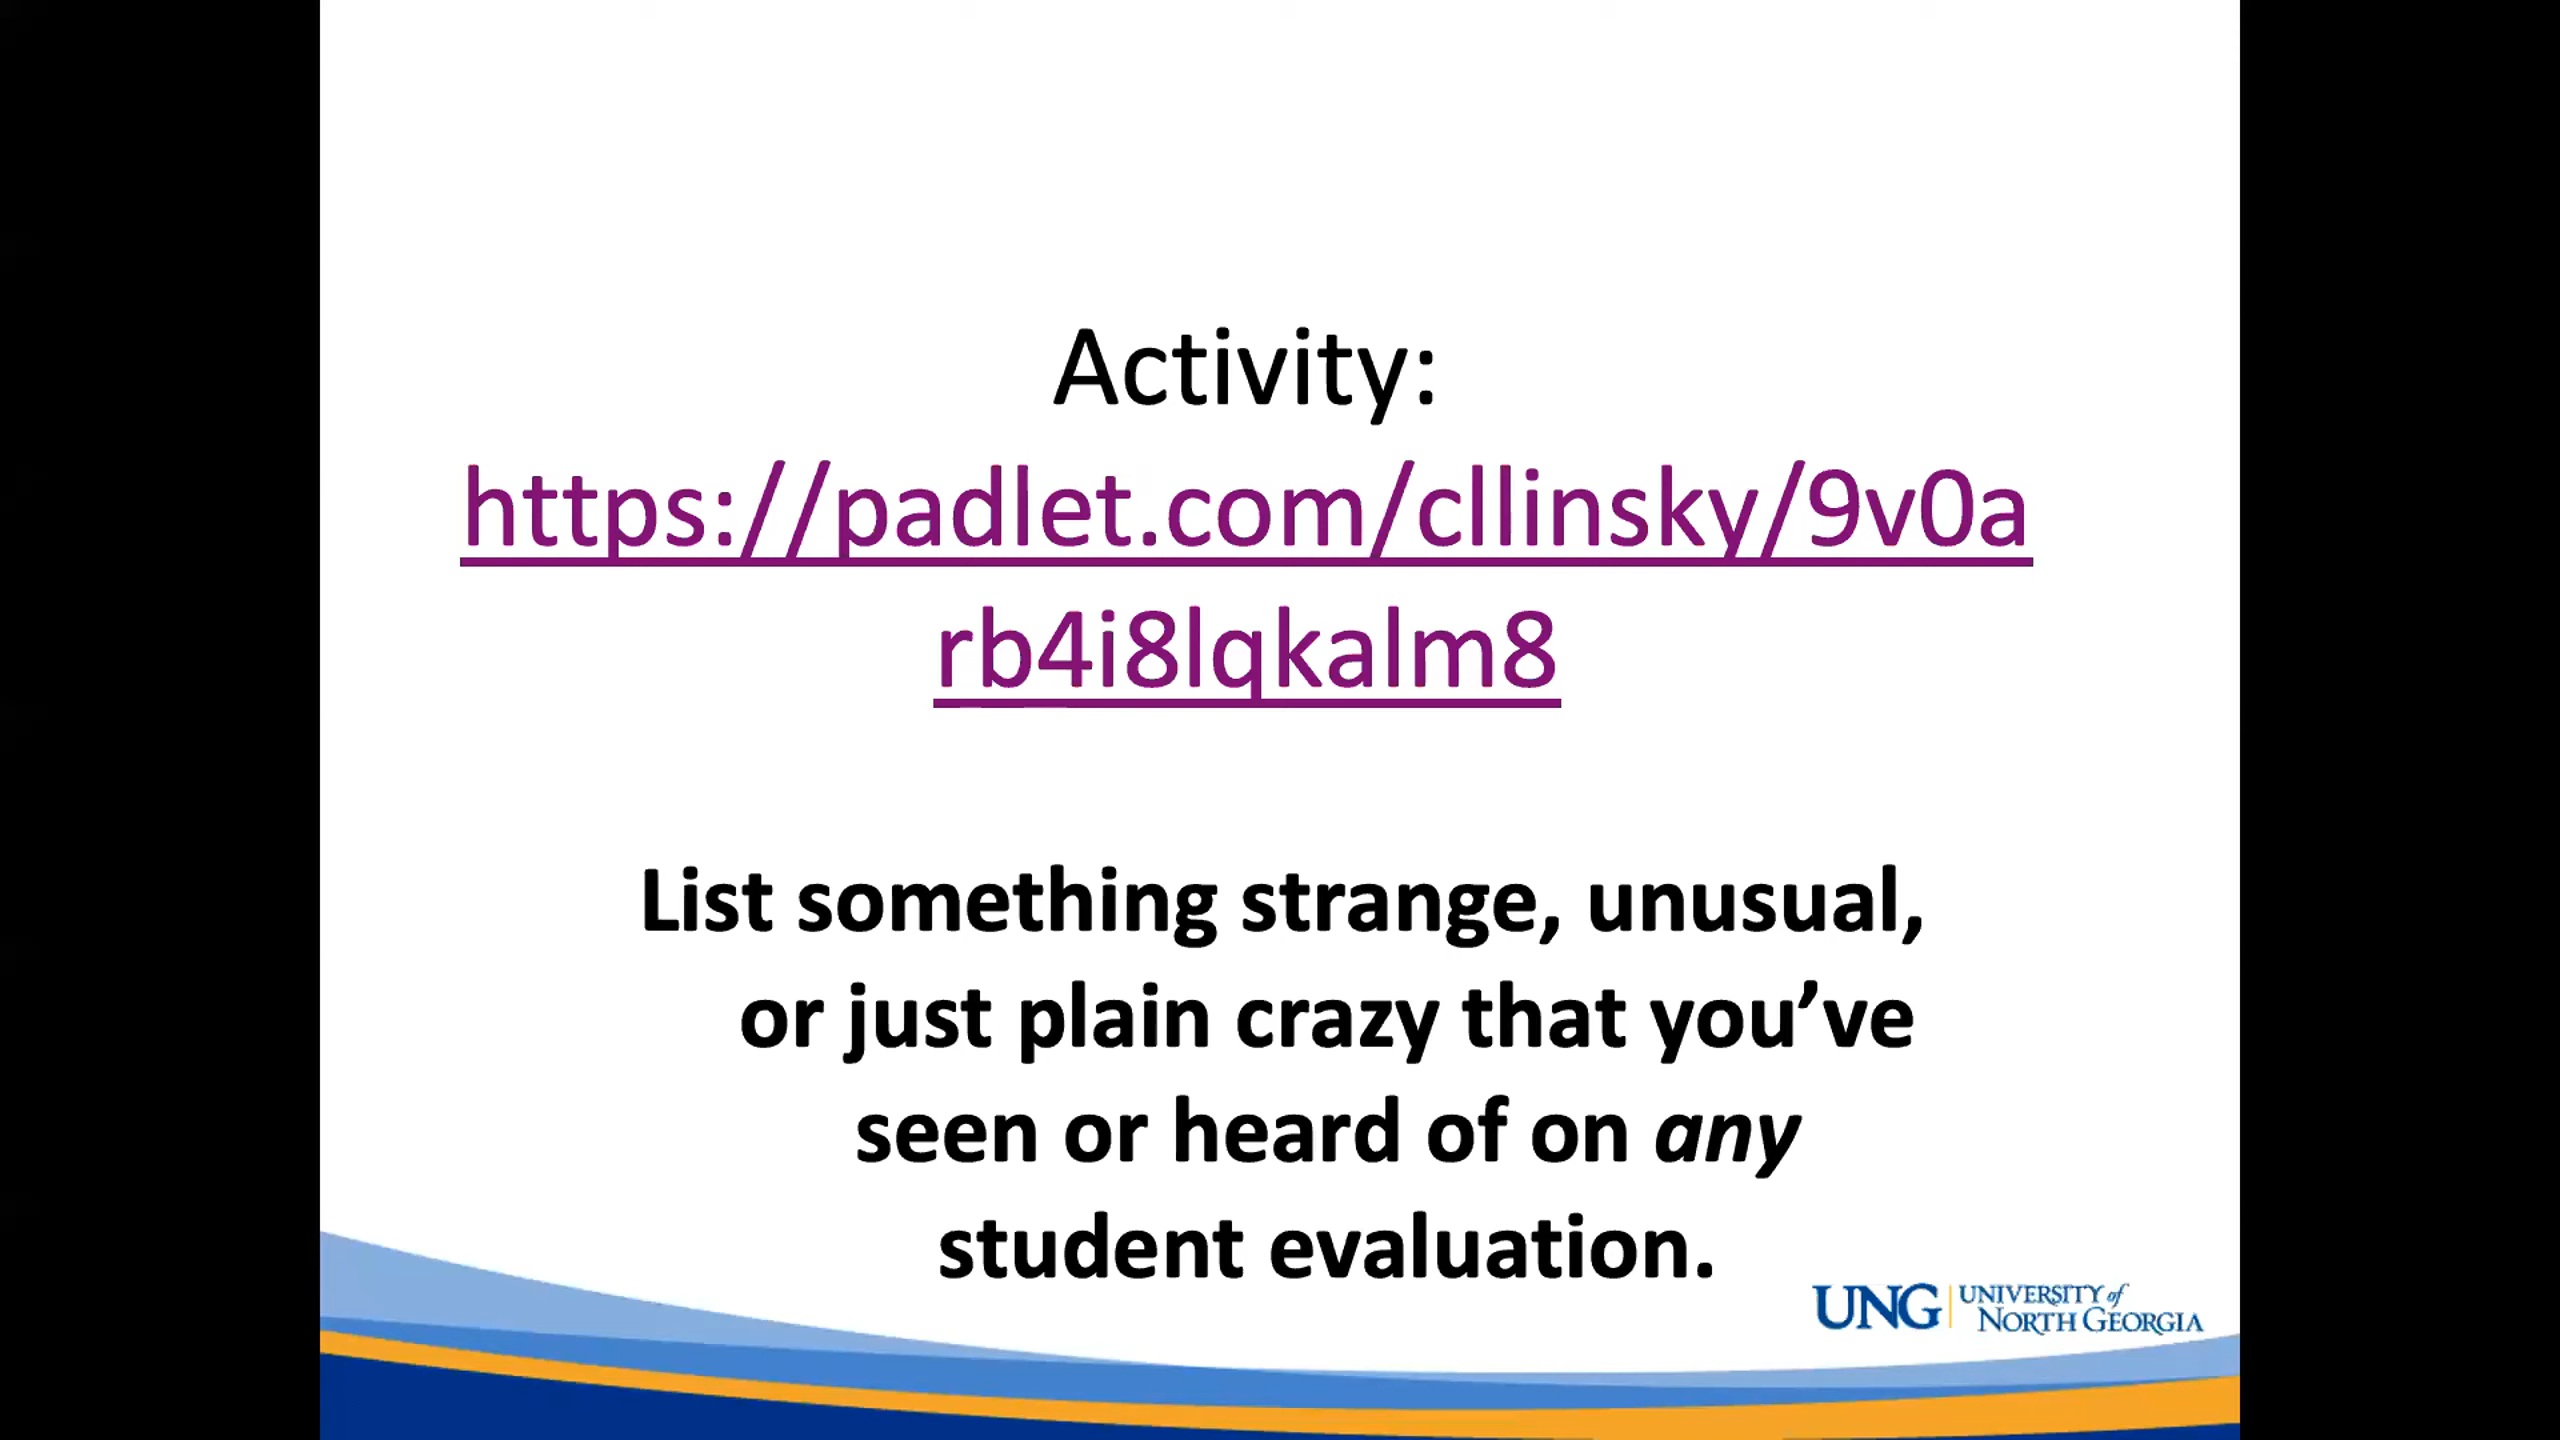 Activity:
https://padlet.com/cllinsky/9v0a
rb4i8lqkalm8
List something strange, unusual,
or just plain crazy that you’ve
seen or heard of on any
student evaluation.
UNG UNIVERSITY of
NORTH GEORGIA